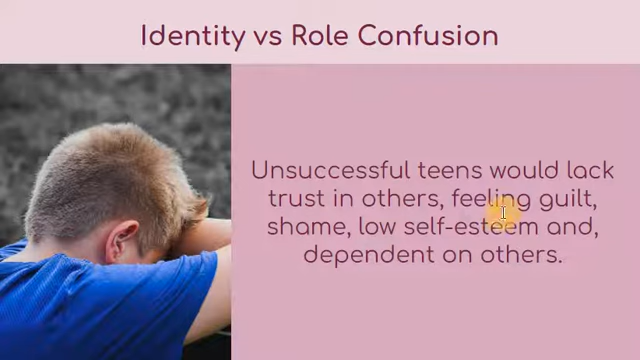 Identity vs Role Confusion
Unsuccessful teens would lack
trust in others, feeling guilt,
shame, low self-esteem and,
dependent on others.